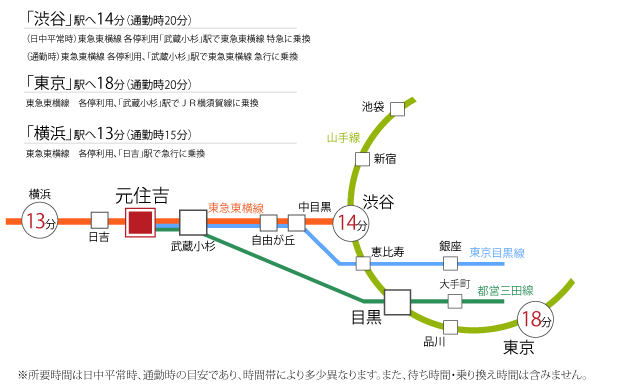 「渋谷」駅へ14分（通勤時20分）
（日中平常時）東急東横線 各停利用「武蔵小杉」駅で東急東横線 特急に乗換
（通勤時）東急東横線 各停利用、「武蔵小杉」駅で東急東横線 急行に乗換
「東京」駅へ18分（通勤時20分）
東急東横線　各停利用、「武蔵小杉」駅でＪＲ横須賀線に乗換
「横浜」駅へ13分（通勤時15分）
東急東横線　各停利用、「日吉」駅で急行に乗換
池袋
山手線
新宿
横浜
元住吉
東急東横線
中目黒
渋谷
13分
14分
日吉
武蔵小杉
自由が丘
恵比寿
銀座
東京目黒線
大手町
都営三田線
目黒
18分
品川
東京
※所要時間は日中平常時、通勤時の目安であり、時間帯により多少異なります。また、待ち時間・乗り換え時間は含みません。